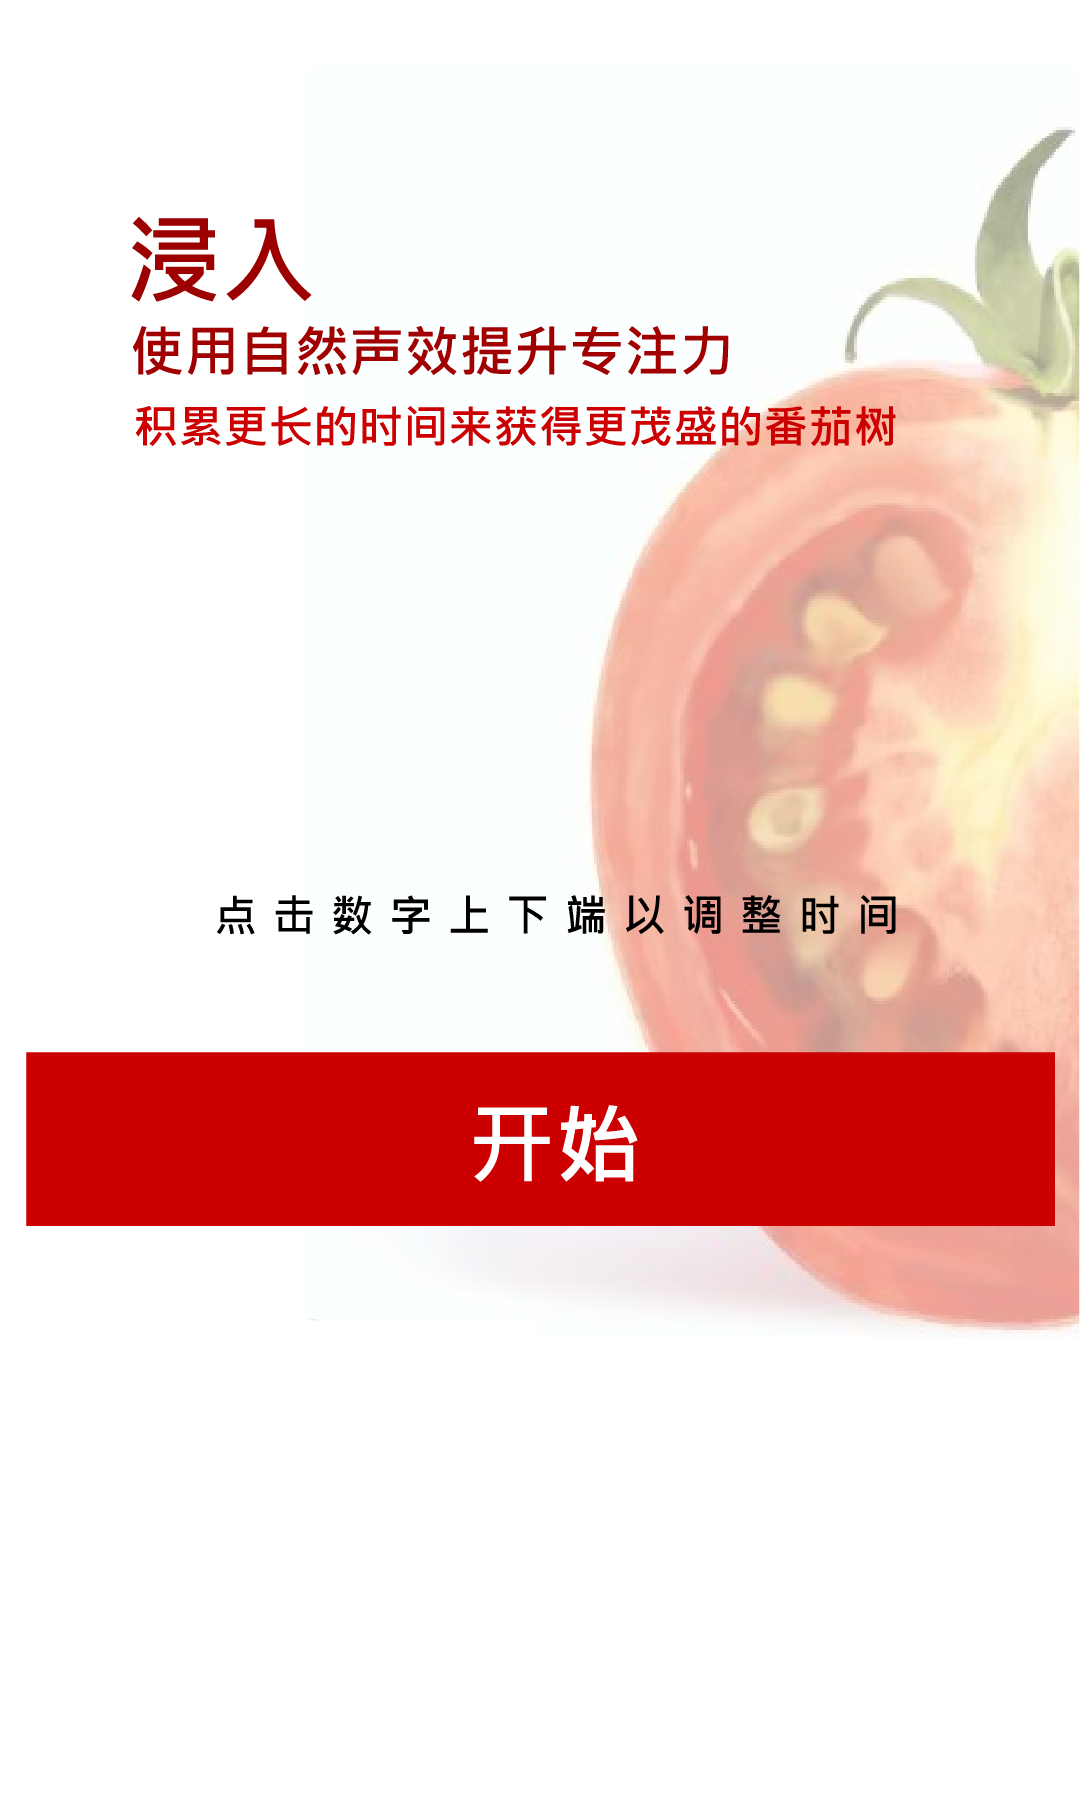 浸入
使用自然声效提升专注力
积累更长的时间来获得更茂盛的番茄树
点击数字上下端以调整时间
开始